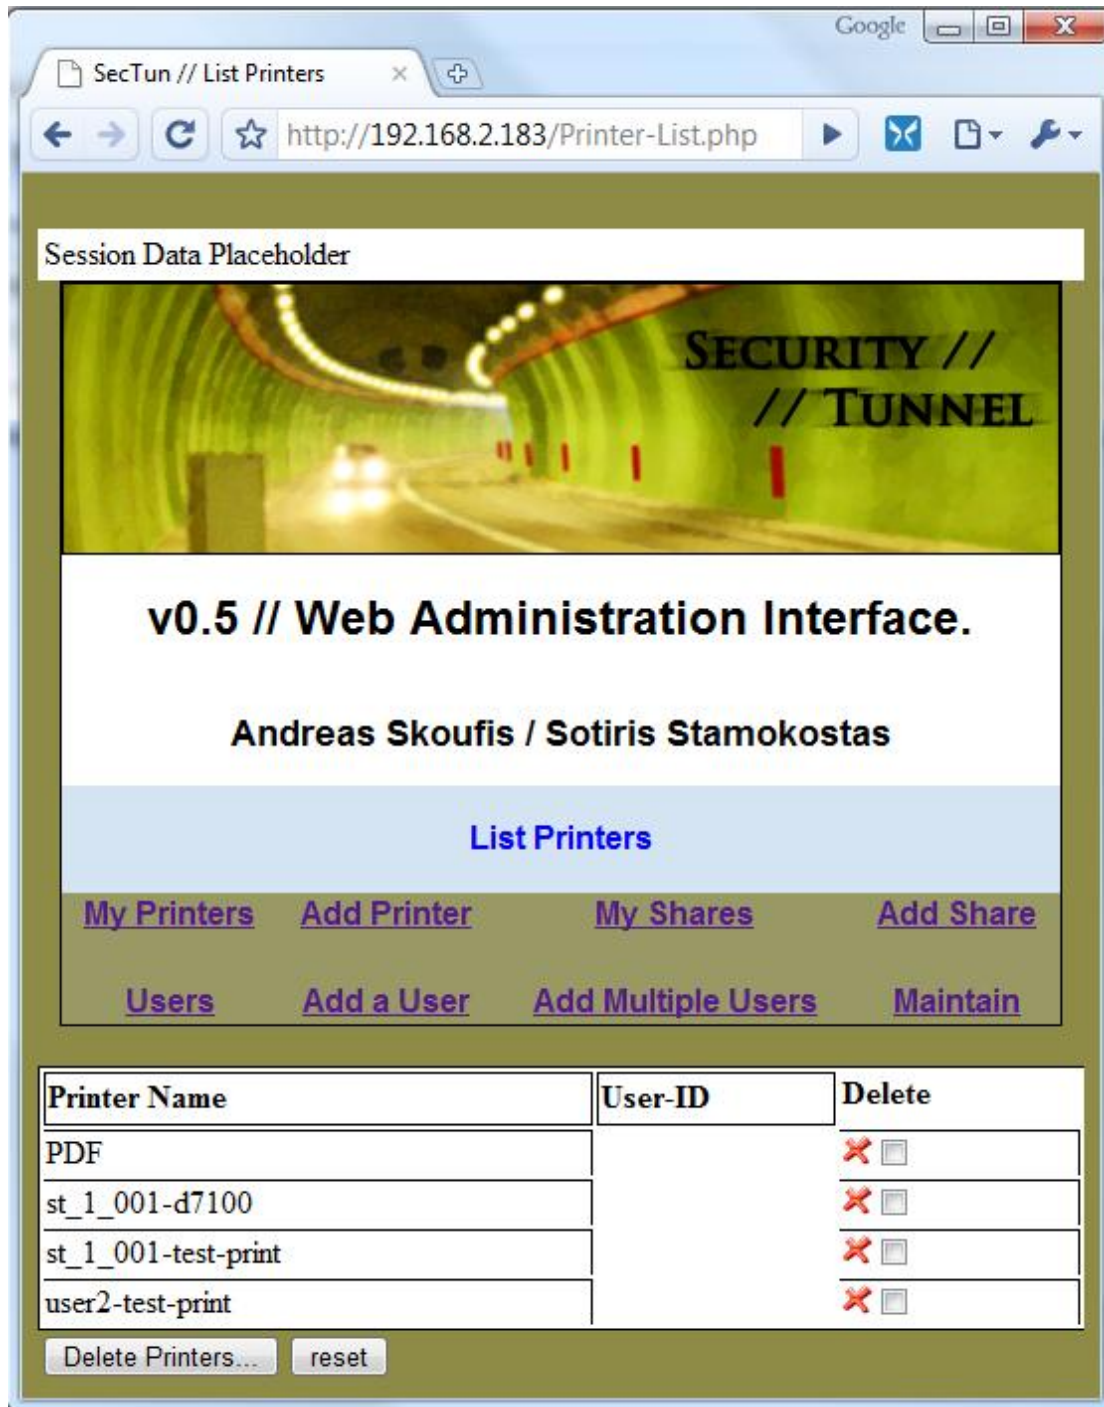 Google
SecTun // List Printers
http://192.168.2.183/Printer-List.php
Session Data Placeholder
SECURITY //
// TUNNEL
v0.5 // Web Administration Interface.
Andreas Skoufis / Sotiris Stamokostas
List Printers
My Printers Add Printer My Shares Add Share
Users Add a User Add Multiple Users Maintain
Printer Name User-ID Delete
PDF
st_1_001-d7100
st_1_001-test-print
user2-test-print
Delete Printers... reset